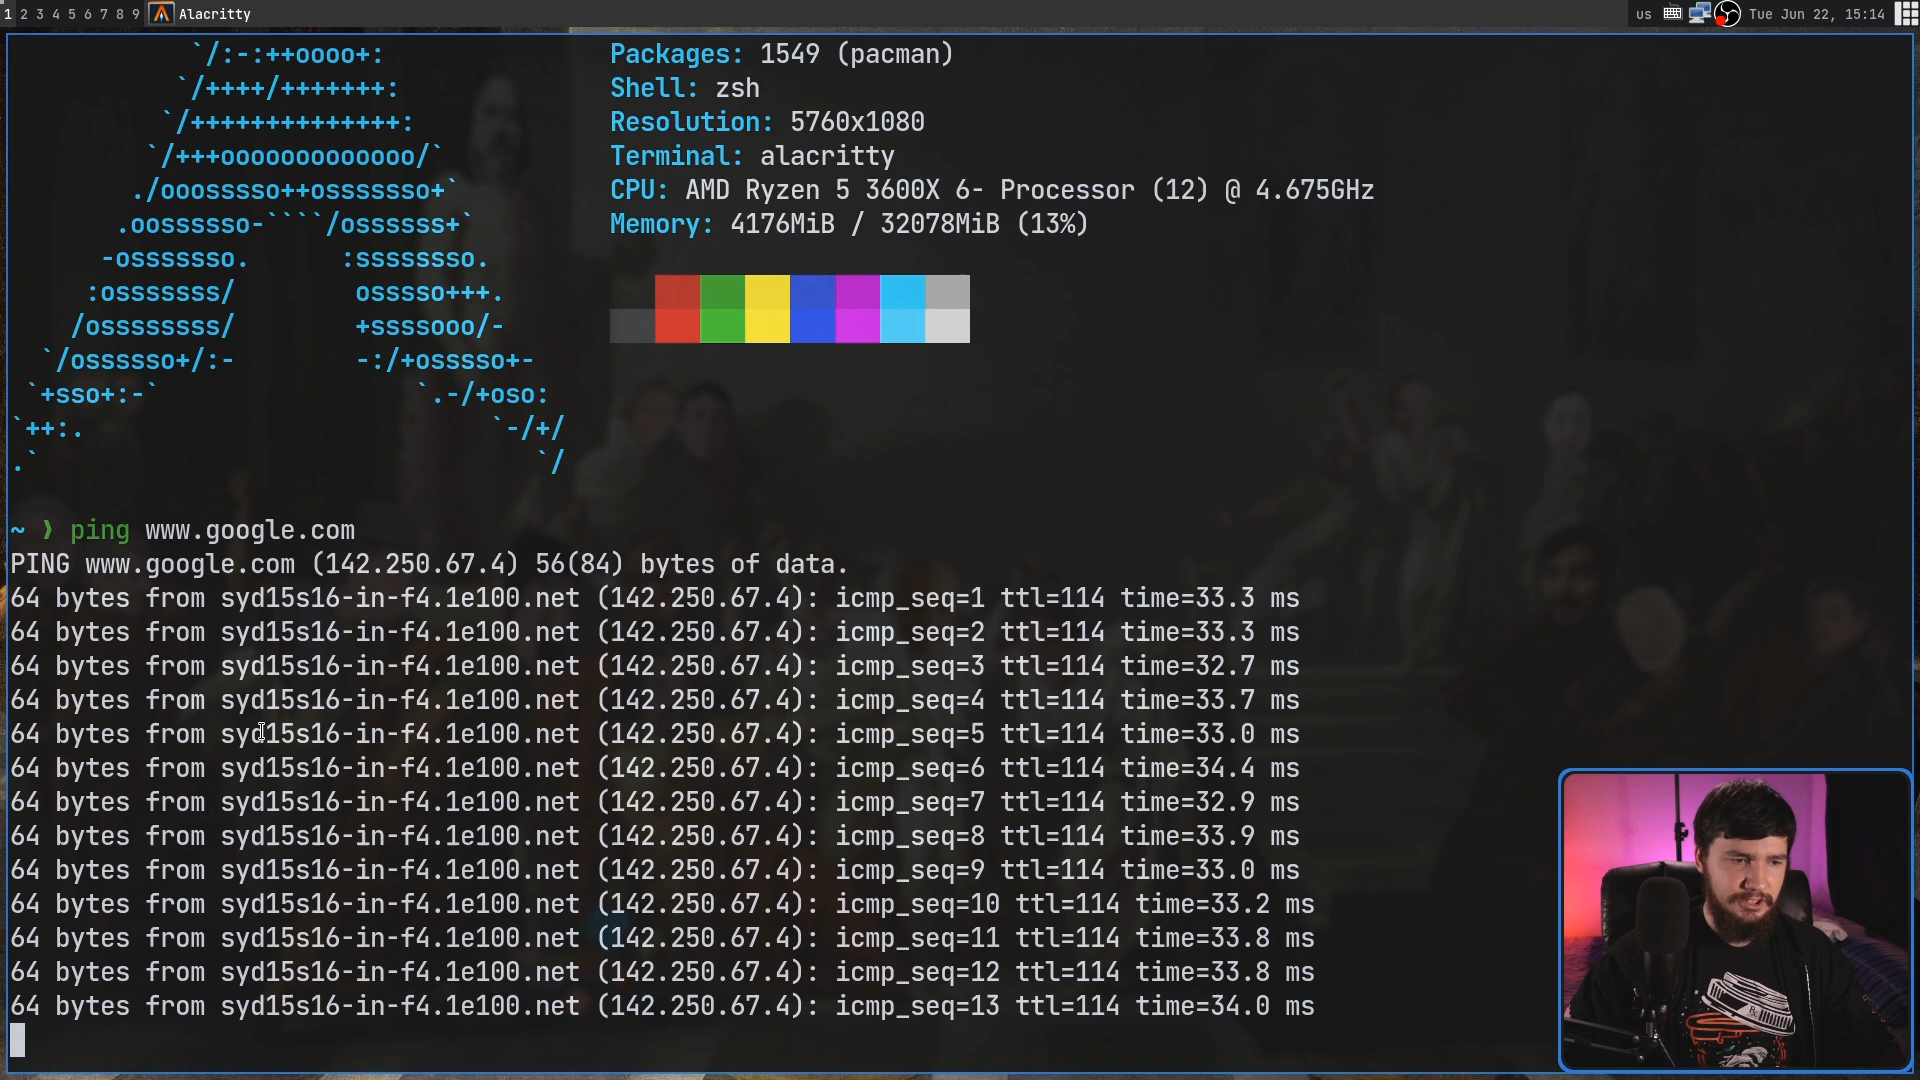 1 2 3 4 5 6 7 8 9 Alacritty us Tue Jun 22, 15:14
`/:-:++oooo+: Packages: 1549 (pacman)
`/++++/+++++++: Shell: zsh
`/++++++++++++++: Resolution: 5760x1080
`/+++ooooooooooooo/` Terminal: alacritty
./ooosssso++osssssso+` CPU: AMD Ryzen 5 3600X 6- Processor (12) @ 4.675GHz
.oossssso-````/ossssss+` Memory: 4176MiB / 32078MiB (13%)
-osssssso. :ssssssso.
:osssssss/ osssso+++.
/ossssssss/ +ssssooo/-
`/ossssso+/:- -:/+osssso+-
`+sso+:-` `.-/+oso:
`++:. `-/+/
.` `/
~ ❯ ping www.google.com
PING www.google.com (142.250.67.4) 56(84) bytes of data.
64 bytes from syd15s16-in-f4.1e100.net (142.250.67.4): icmp_seq=1 ttl=114 time=33.3 ms
64 bytes from syd15s16-in-f4.1e100.net (142.250.67.4): icmp_seq=2 ttl=114 time=33.3 ms
64 bytes from syd15s16-in-f4.1e100.net (142.250.67.4): icmp_seq=3 ttl=114 time=32.7 ms
64 bytes from syd15s16-in-f4.1e100.net (142.250.67.4): icmp_seq=4 ttl=114 time=33.7 ms
64 bytes from syd15s16-in-f4.1e100.net (142.250.67.4): icmp_seq=5 ttl=114 time=33.0 ms
64 bytes from syd15s16-in-f4.1e100.net (142.250.67.4): icmp_seq=6 ttl=114 time=34.4 ms
64 bytes from syd15s16-in-f4.1e100.net (142.250.67.4): icmp_seq=7 ttl=114 time=32.9 ms
64 bytes from syd15s16-in-f4.1e100.net (142.250.67.4): icmp_seq=8 ttl=114 time=33.9 ms
64 bytes from syd15s16-in-f4.1e100.net (142.250.67.4): icmp_seq=9 ttl=114 time=33.0 ms
64 bytes from syd15s16-in-f4.1e100.net (142.250.67.4): icmp_seq=10 ttl=114 time=33.2 ms
64 bytes from syd15s16-in-f4.1e100.net (142.250.67.4): icmp_seq=11 ttl=114 time=33.8 ms
64 bytes from syd15s16-in-f4.1e100.net (142.250.67.4): icmp_seq=12 ttl=114 time=33.8 ms
64 bytes from syd15s16-in-f4.1e100.net (142.250.67.4): icmp_seq=13 ttl=114 time=34.0 ms